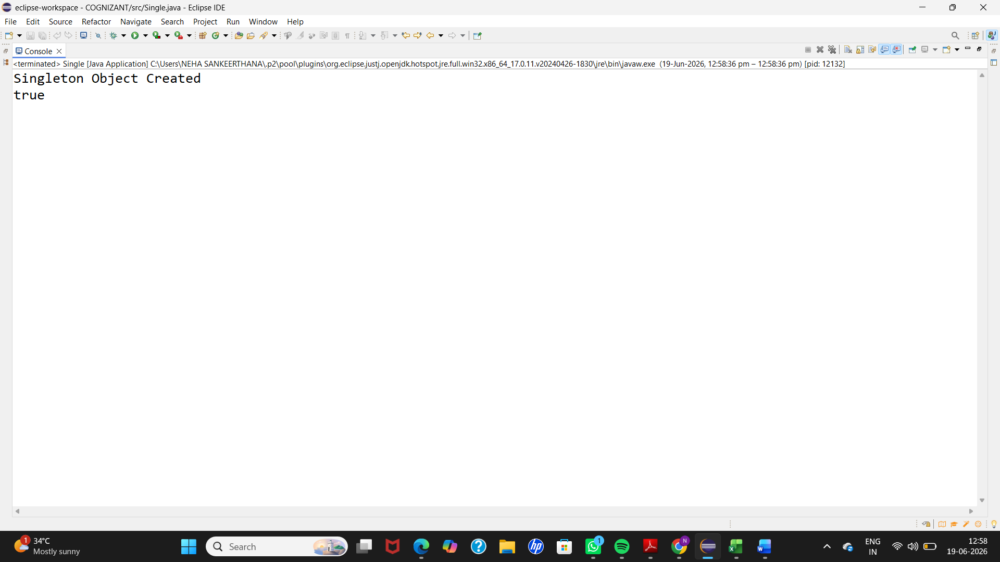 eclipse-workspace - COGNIZANT/src/Single.java - Eclipse IDE
File Edit Source Refactor Navigate Search Project Run Window Help
Console
<terminated> Single [Java Application] C:\Users\NEHA SANKEERTHANA\.p2\pool\plugins\org.eclipse.justj.openjdk.hotspot.jre.full.win32.x86_64_17.0.11.v20240426-1830\jre\bin\javaw.exe (19-Jun-2026, 12:58:36 pm – 12:58:36 pm) [pid: 12132]
Singleton Object Created
true
1
34°C
Mostly sunny
Search
hp
1
N
ENG
IN
12:58
19-06-2026